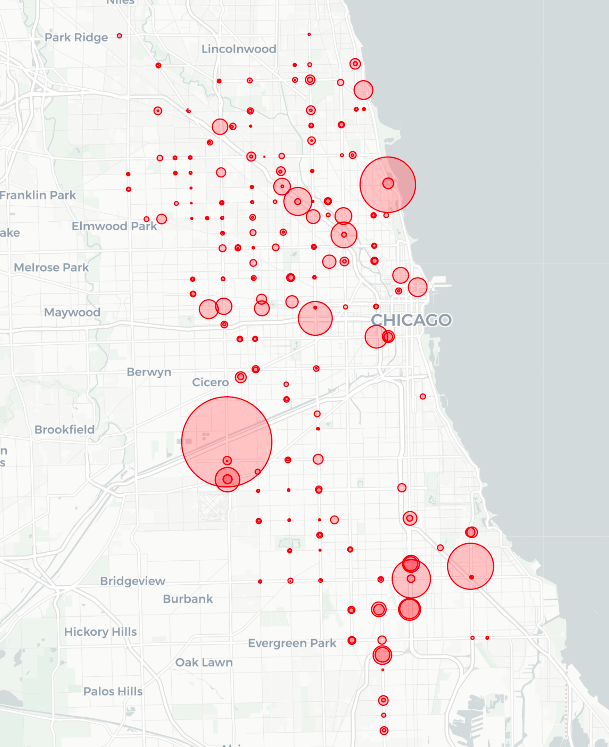 Niles
Park Ridge
Lincolnwood
Franklin Park
Elmwood Park
ake
Melrose Park
Maywood
CHICAGO
Berwyn
Cicero
Brookfield
n
s
Bridgeview
Burbank
Hickory Hills
Evergreen Park
Oak Lawn
Palos Hills